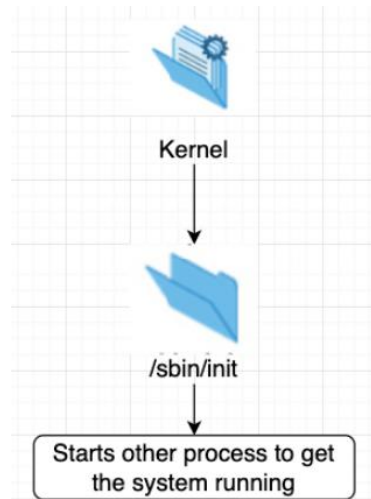 Kernel
/sbin/init
Starts other process to get
the system running